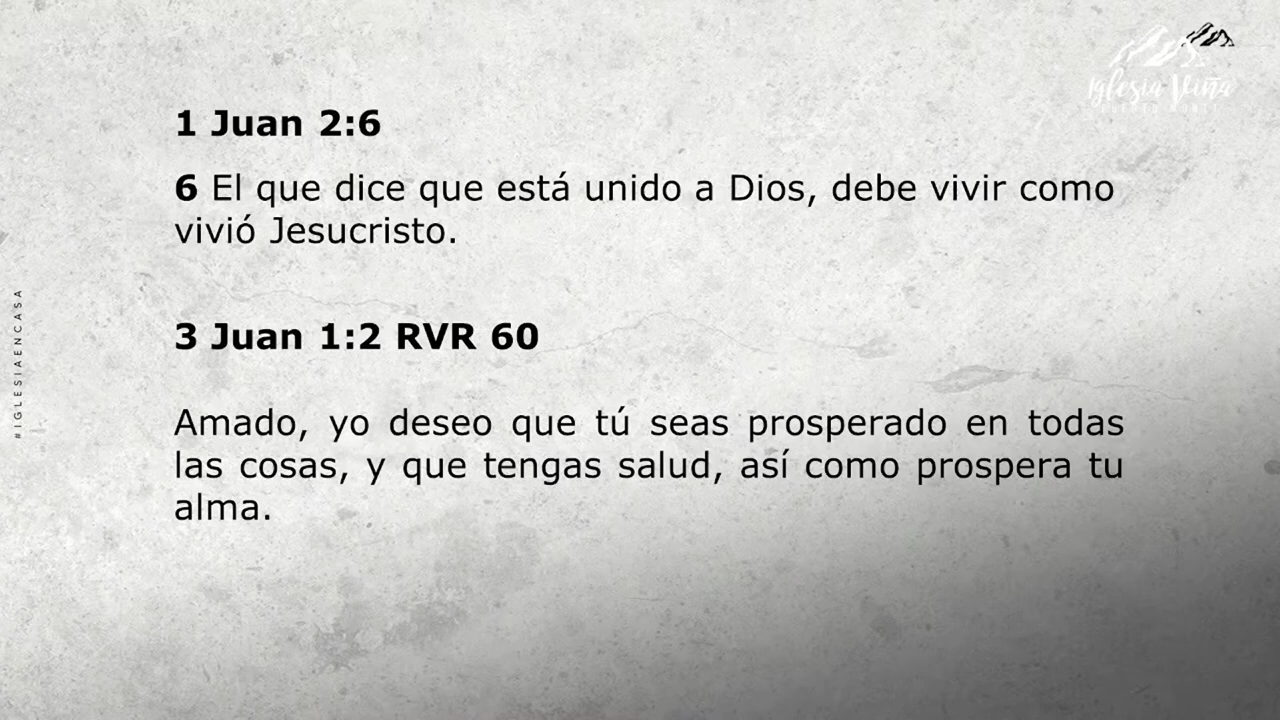 Iglesia Viña
1 Juan 2:6
6 El que dice que está unido a Dios, debe vivir como
vivió Jesucristo.
#IGLESIAENCASA
3 Juan 1:2 RVR 60
Amado, yo deseo que tú seas prosperado en todas
las cosas, y que tengas salud, así como prospera tu
alma.